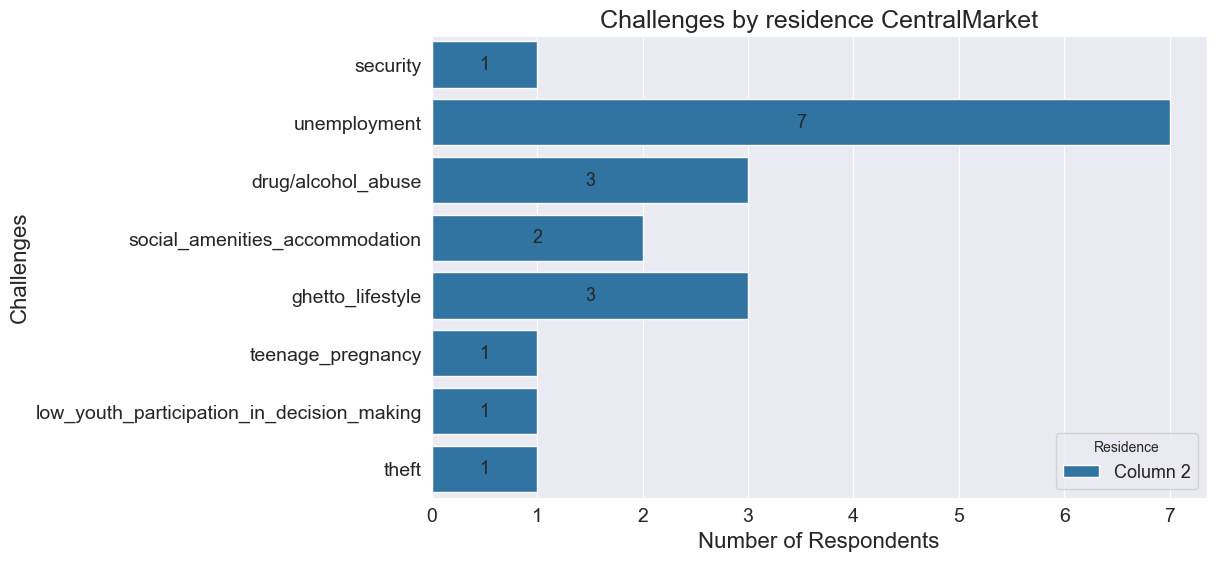 Challenges by residence CentralMarket
Challenges
security
1
unemployment
7
drug/alcohol_abuse
3
social_amenities_accommodation
2
ghetto_lifestyle
3
teenage_pregnancy
1
low_youth_participation_in_decision_making
1
theft
1
Residence
Column 2
0 1 2 3 4 5 6 7
Number of Respondents